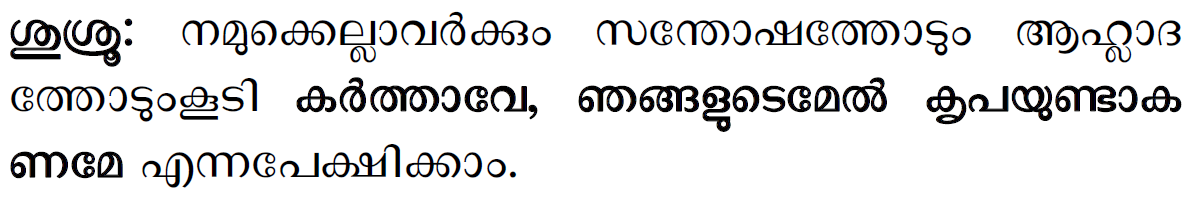 ശുശ്രൂ: നമുക്കെല്ലാവർക്കും സന്തോഷത്തോടും ആഹ്ലാദ
ത്തോടുംകൂടി കർത്താവേ, ഞങ്ങളുടെമേൽ കൃപയുണ്ടാക
ണമേ എന്നപേക്ഷിക്കാം.